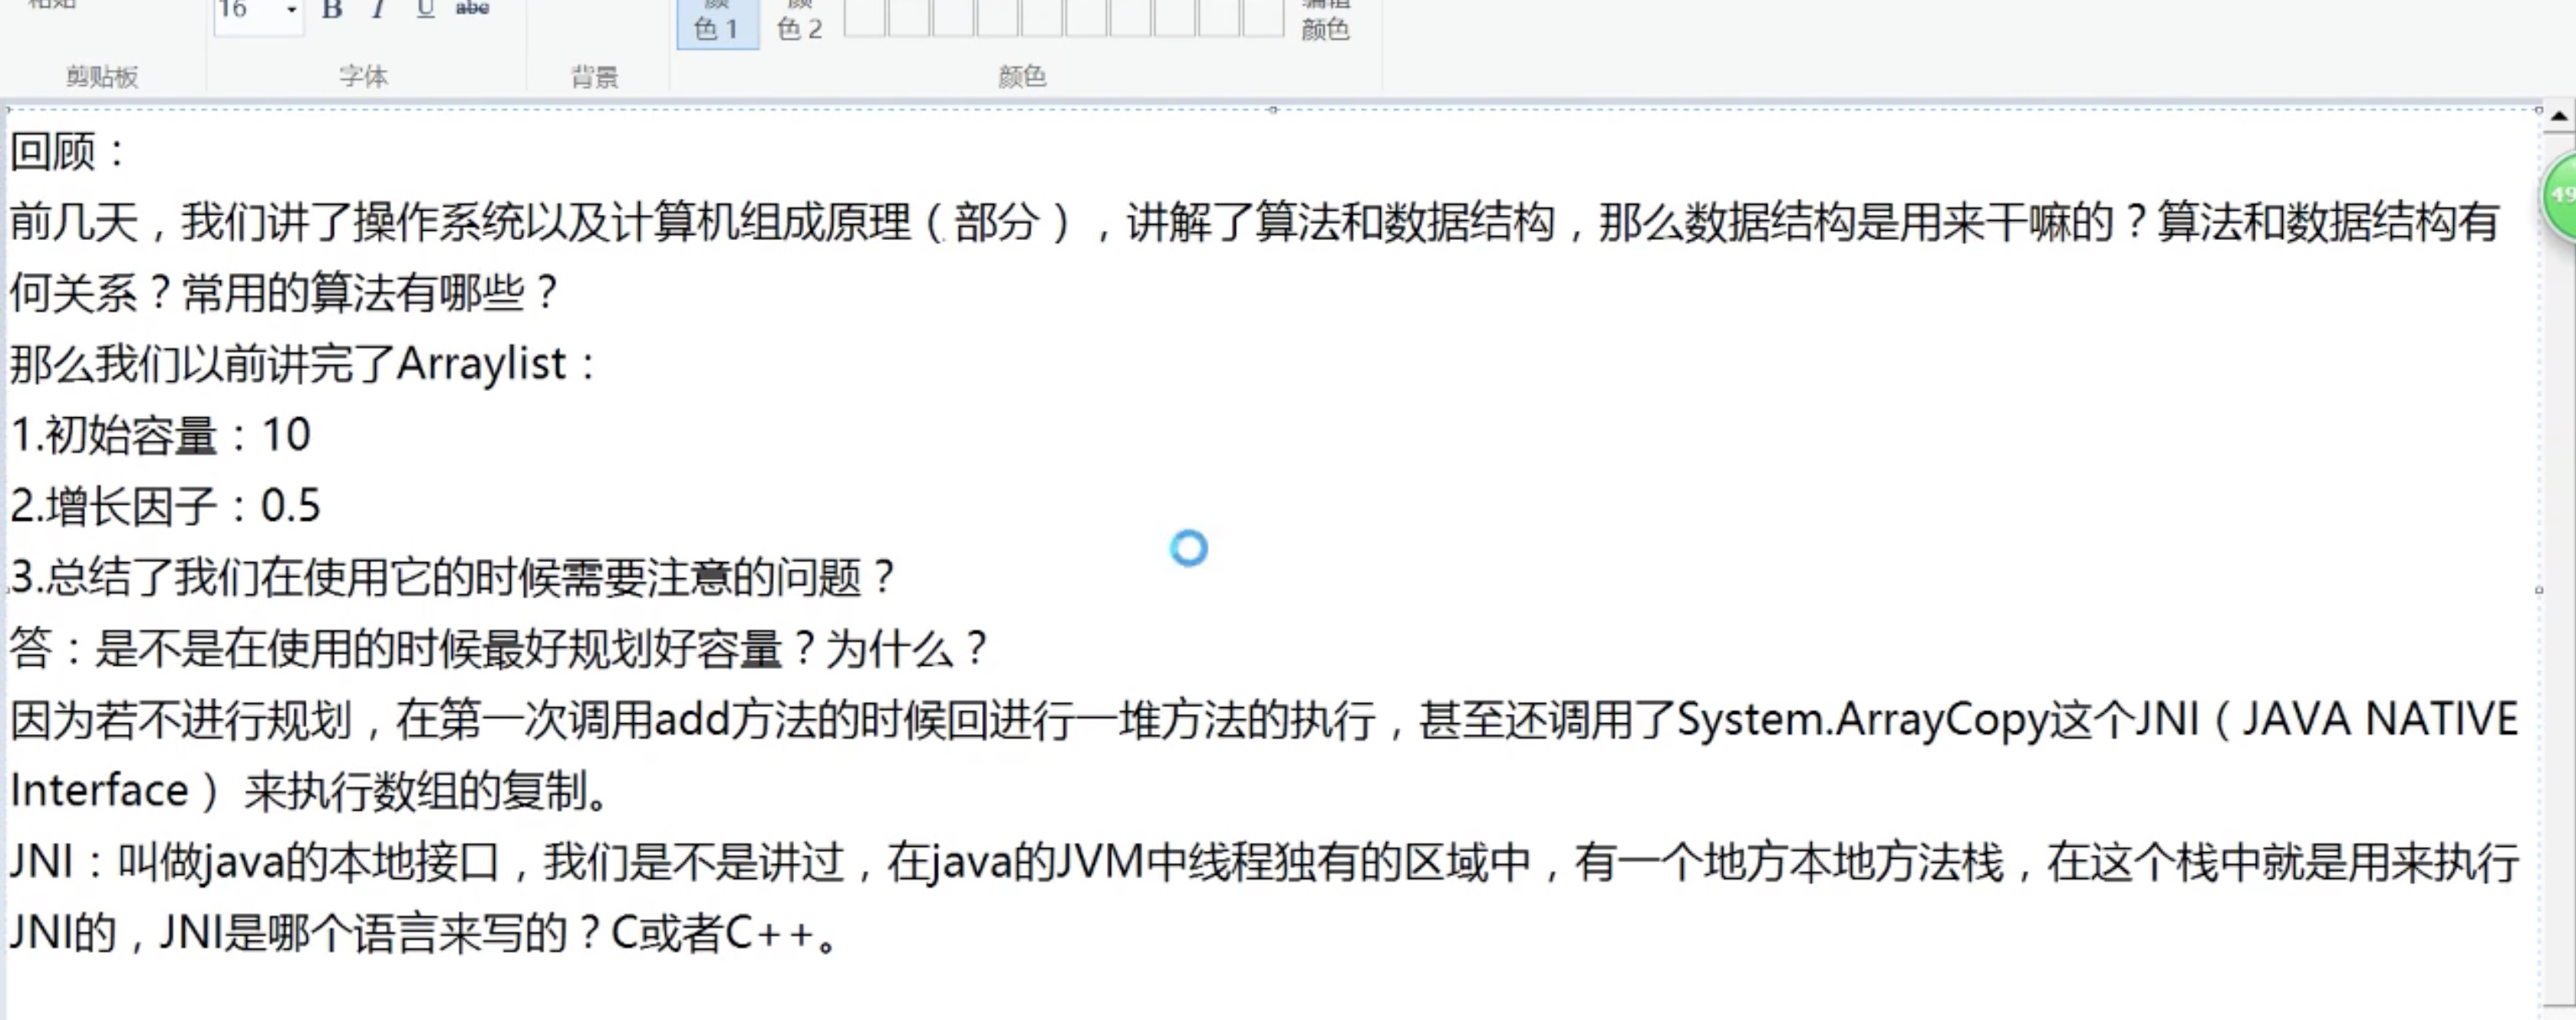 16 B I U abc
色1 色2 颜色
剪贴板 字体 背景 颜色
回顾：
前几天，我们讲了操作系统以及计算机组成原理（部分），讲解了算法和数据结构，那么数据结构是用来干嘛的？算法和数据结构有
何关系？常用的算法有哪些？
那么我们以前讲完了Arraylist：
1.初始容量：10
2.增长因子：0.5
3.总结了我们在使用它的时候需要注意的问题？
答：是不是在使用的时候最好规划好容量？为什么？
因为若不进行规划，在第一次调用add方法的时候回进行一堆方法的执行，甚至还调用了System.ArrayCopy这个JNI（JAVA NATIVE
Interface） 来执行数组的复制。
JNI：叫做java的本地接口，我们是不是讲过，在java的JVM中线程独有的区域中，有一个地方本地方法栈，在这个栈中就是用来执行
JNI的，JNI是哪个语言来写的？C或者C++。